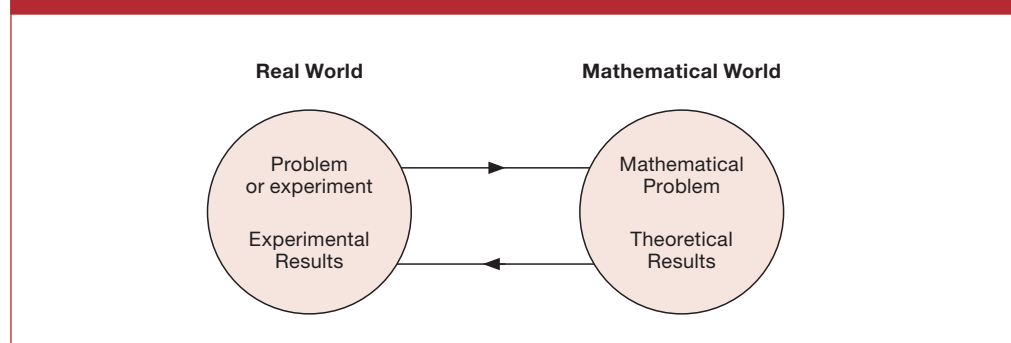 Real World
Mathematical World
Problem
or experiment
Experimental
Results
Mathematical
Problem
Theoretical
Results